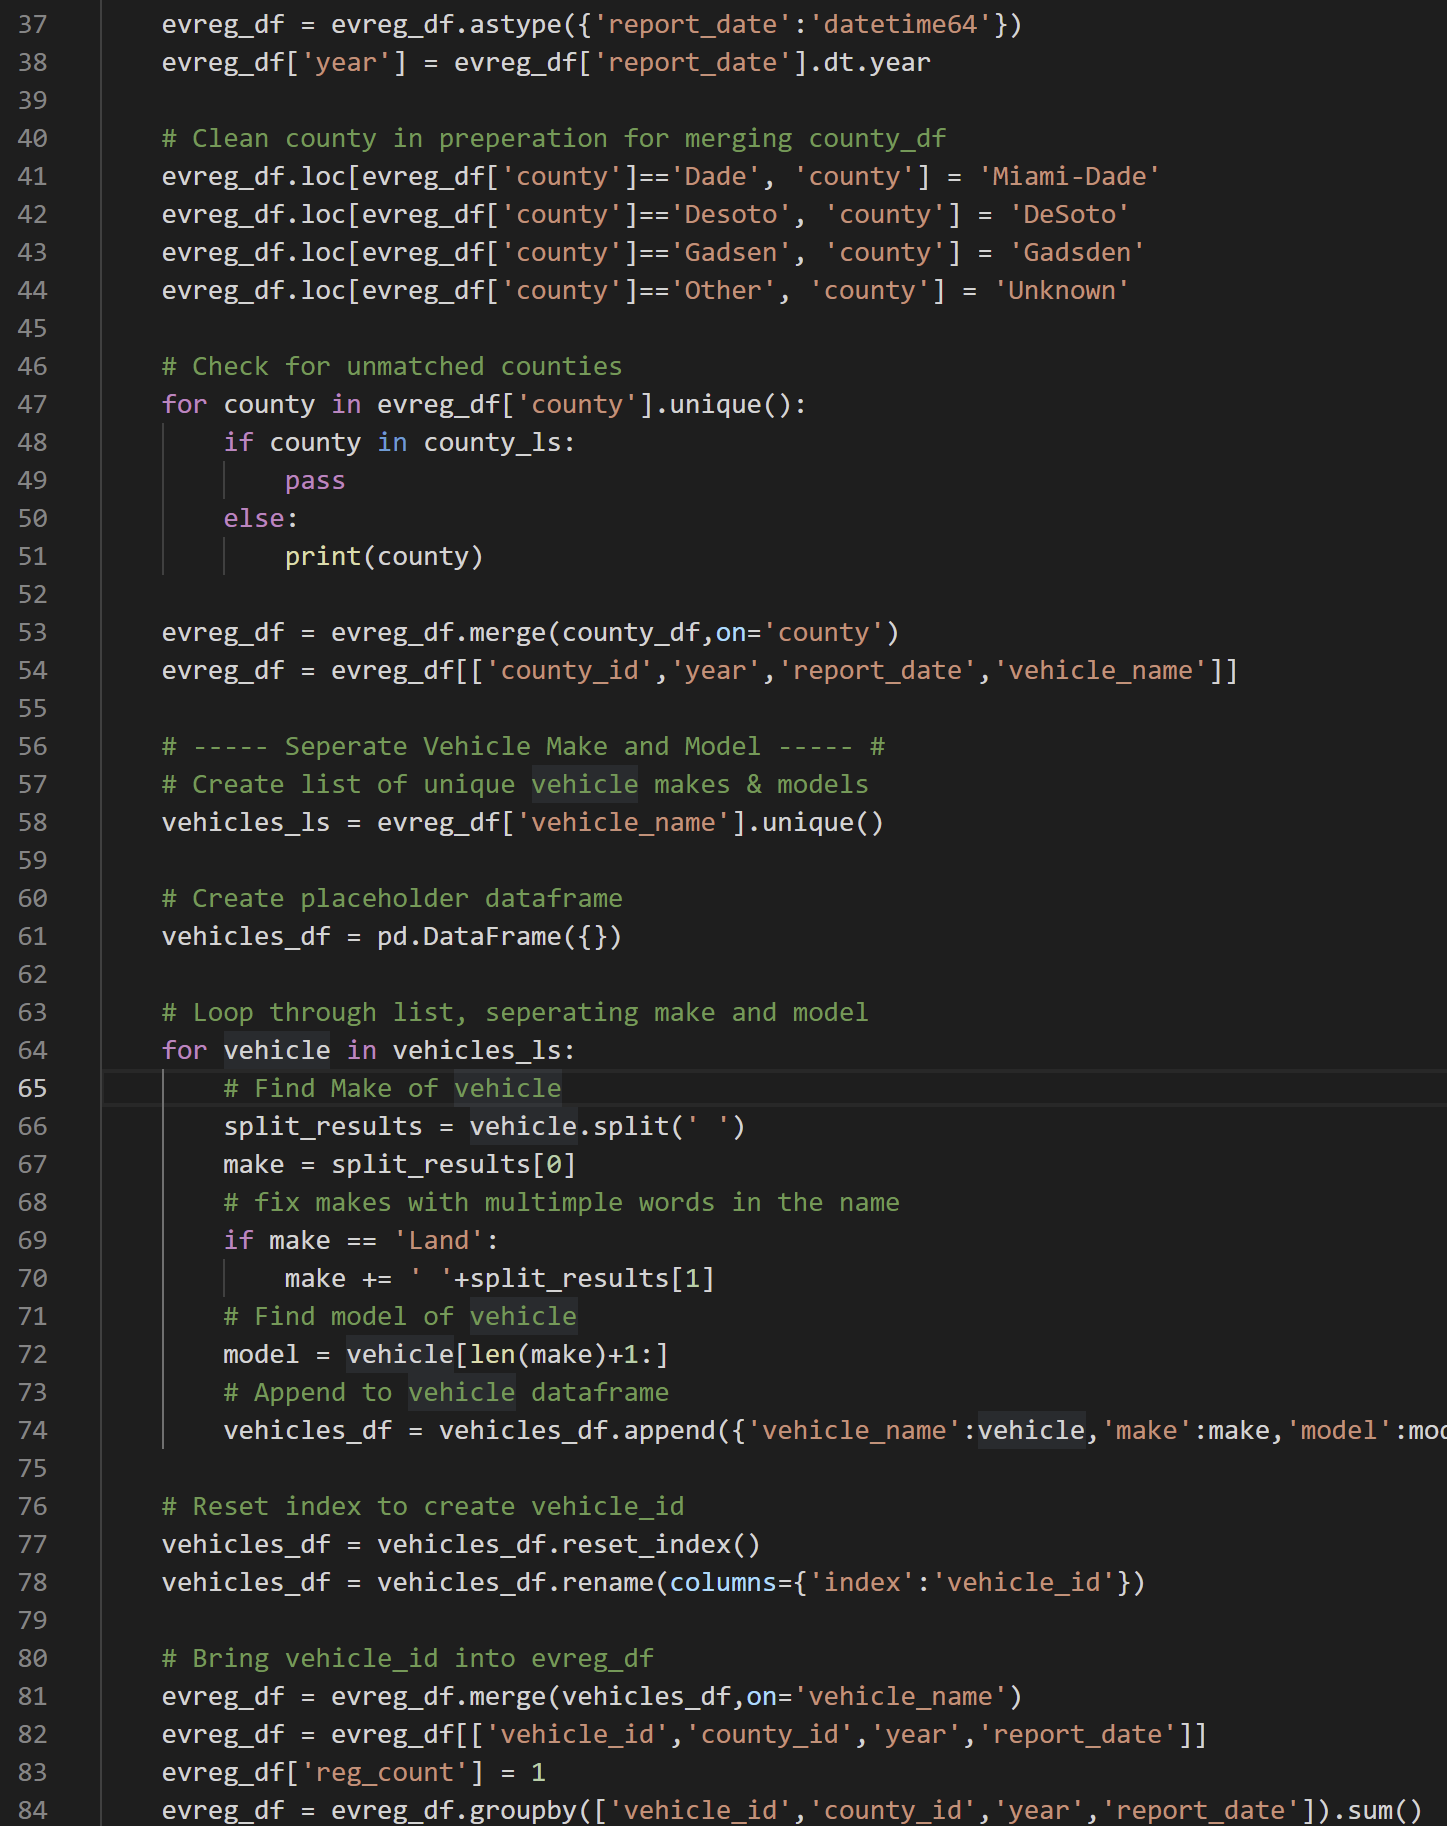 37 evreg_df = evreg_df.astype({'report_date':'datetime64'})
38 evreg_df['year'] = evreg_df['report_date'].dt.year
39
40 # Clean county in preperation for merging county_df
41 evreg_df.loc[evreg_df['county']=='Dade', 'county'] = 'Miami-Dade'
42 evreg_df.loc[evreg_df['county']=='Desoto', 'county'] = 'DeSoto'
43 evreg_df.loc[evreg_df['county']=='Gadsen', 'county'] = 'Gadsden'
44 evreg_df.loc[evreg_df['county']=='Other', 'county'] = 'Unknown'
45
46 # Check for unmatched counties
47 for county in evreg_df['county'].unique():
48 if county in county_ls:
49 pass
50 else:
51 print(county)
52
53 evreg_df = evreg_df.merge(county_df,on='county')
54 evreg_df = evreg_df[['county_id','year','report_date','vehicle_name']]
55
56 # ----- Seperate Vehicle Make and Model ----- #
57 # Create list of unique vehicle makes & models
58 vehicles_ls = evreg_df['vehicle_name'].unique()
59
60 # Create placeholder dataframe
61 vehicles_df = pd.DataFrame({})
62
63 # Loop through list, seperating make and model
64 for vehicle in vehicles_ls:
65 # Find Make of vehicle
66 split_results = vehicle.split(' ')
67 make = split_results[0]
68 # fix makes with multimple words in the name
69 if make == 'Land':
70 make += ' '+split_results[1]
71 # Find model of vehicle
72 model = vehicle[len(make)+1:]
73 # Append to vehicle dataframe
74 vehicles_df = vehicles_df.append({'vehicle_name':vehicle,'make':make,'model':mod
75
76 # Reset index to create vehicle_id
77 vehicles_df = vehicles_df.reset_index()
78 vehicles_df = vehicles_df.rename(columns={'index':'vehicle_id'})
79
80 # Bring vehicle_id into evreg_df
81 evreg_df = evreg_df.merge(vehicles_df,on='vehicle_name')
82 evreg_df = evreg_df[['vehicle_id','county_id','year','report_date']]
83 evreg_df['reg_count'] = 1
84 evreg_df = evreg_df.groupby(['vehicle_id','county_id','year','report_date']).sum()